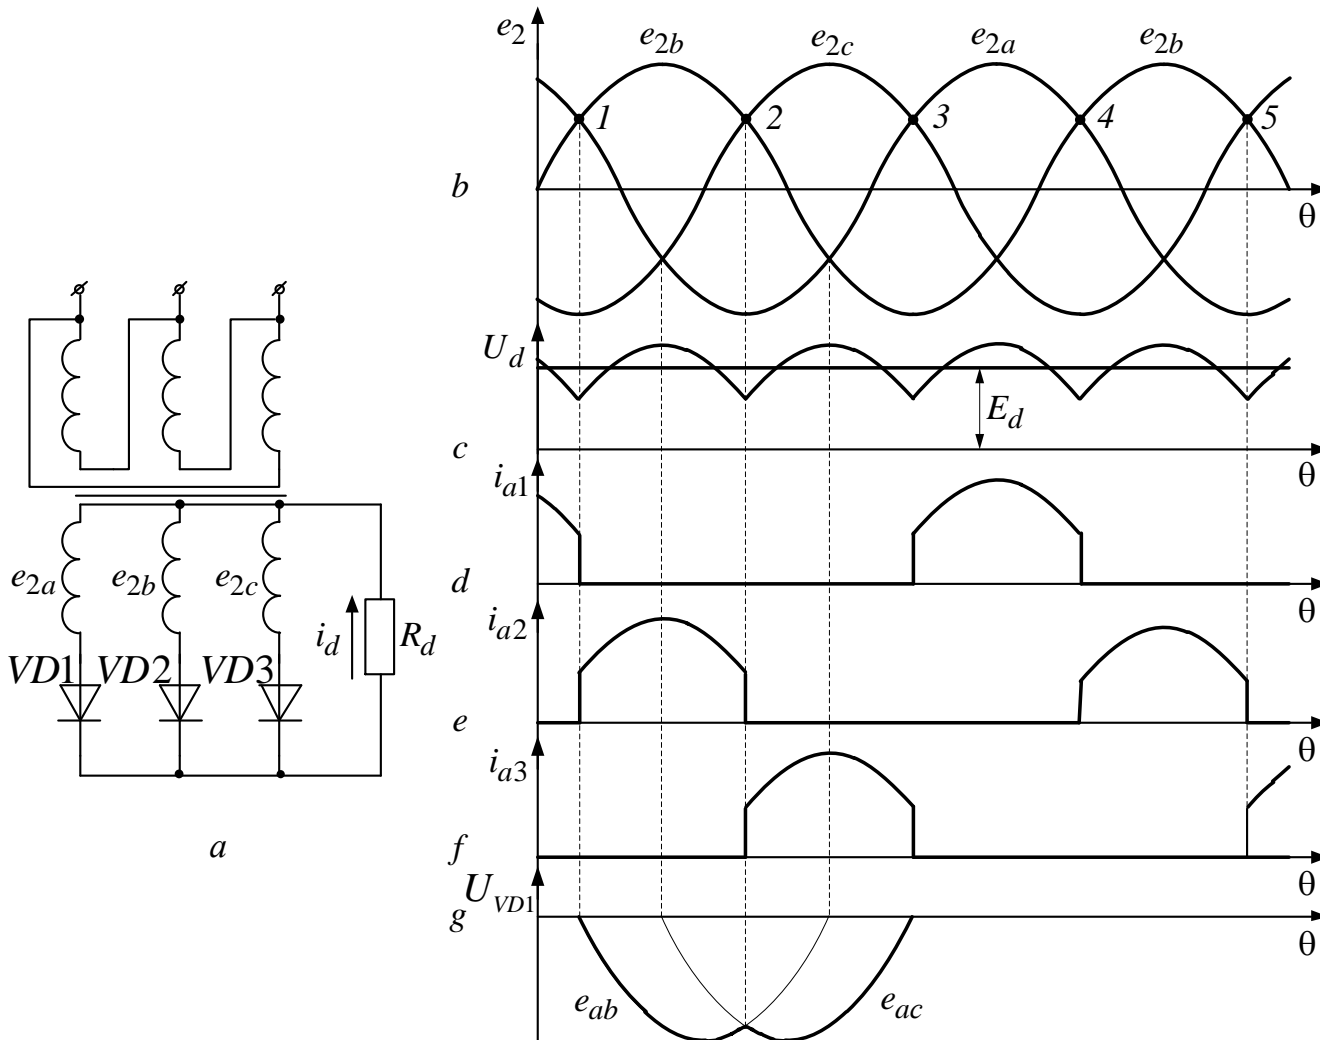 e2 e2b e2c e2a e2b
1 2 3 4 5
b
θ
Ud
Ed
c
θ
ia1
d
θ
ia2
e
θ
ia3
f
θ
UVD1
g
θ
eab eac
e2a e2b e2c
id Rd
VD1 VD2 VD3
a